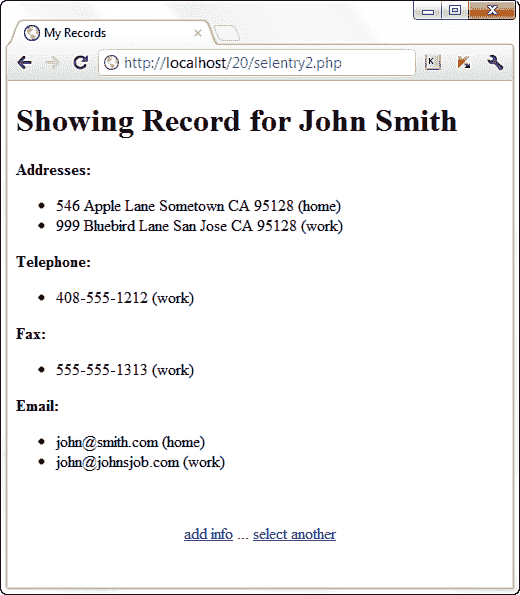 My Records
http://localhost/20/selentry2.php
K
Showing Record for John Smith
Addresses:
546 Apple Lane Sometown CA 95128 (home)
999 Bluebird Lane San Jose CA 95128 (work)
Telephone:
408-555-1212 (work)
Fax:
555-555-1313 (work)
Email:
john@smith.com (home)
john@johnsjob.com (work)
add info ... select another